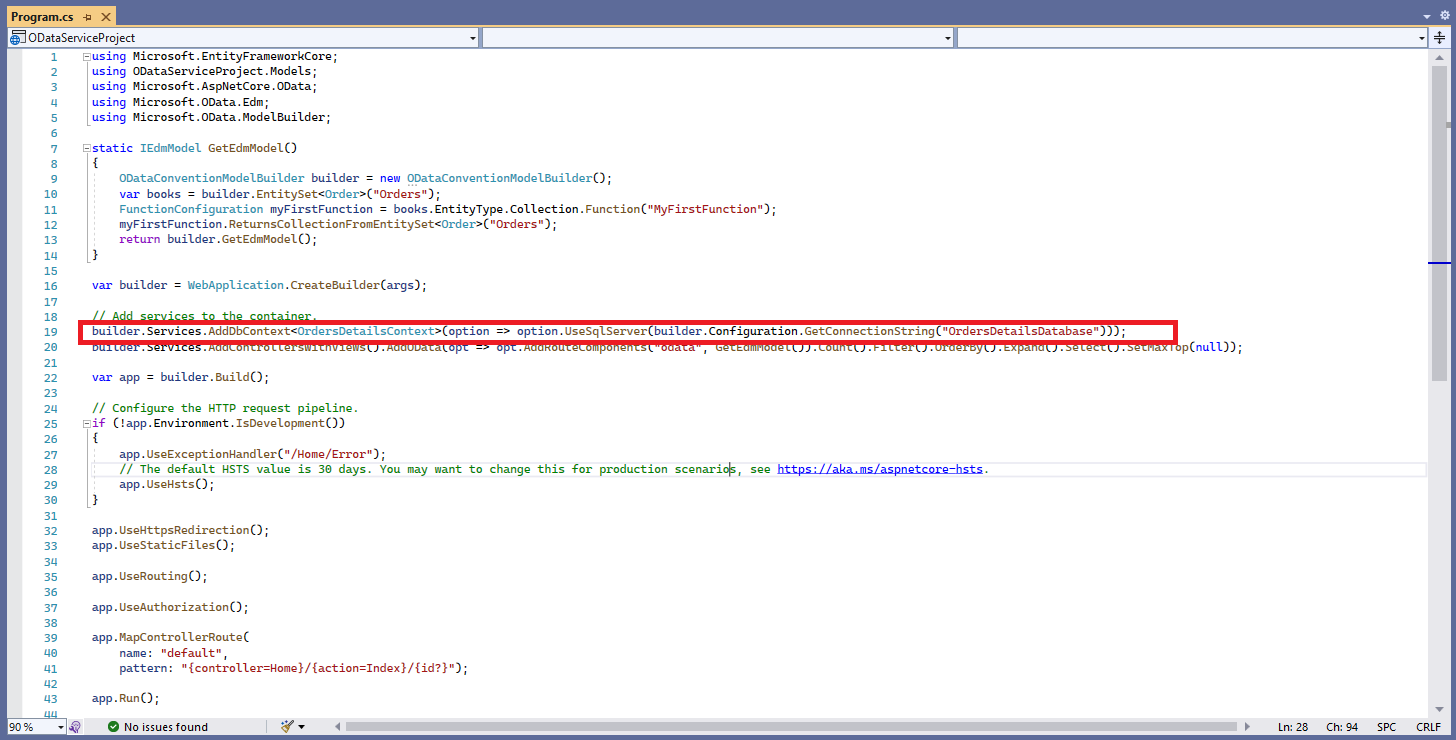 Program.cs
ODataServiceProject
1 using Microsoft.EntityFrameworkCore;
2 using ODataServiceProject.Models;
3 using Microsoft.AspNetCore.OData;
4 using Microsoft.OData.Edm;
5 using Microsoft.OData.ModelBuilder;
6
7 static IEdmModel GetEdmModel()
8 {
9 ODataConventionModelBuilder builder = new ODataConventionModelBuilder();
10 var books = builder.EntitySet<Order>("Orders");
11 FunctionConfiguration myFirstFunction = books.EntityType.Collection.Function("MyFirstFunction");
12 myFirstFunction.ReturnsCollectionFromEntitySet<Order>("Orders");
13 return builder.GetEdmModel();
14 }
15
16 var builder = WebApplication.CreateBuilder(args);
17
18 // Add services to the container.
19 builder.Services.AddDbContext<OrdersDetailsContext>(option => option.UseSqlServer(builder.Configuration.GetConnectionString("OrdersDetailsDatabase")));
20 builder.Services.AddControllersWithViews().AddOData(opt => opt.AddRouteComponents("odata", GetEdmModel()).Count().Filter().OrderBy().Expand().Select().SetMaxTop(null));
21
22 var app = builder.Build();
23
24 // Configure the HTTP request pipeline.
25 if (!app.Environment.IsDevelopment())
26 {
27 app.UseExceptionHandler("/Home/Error");
28 // The default HSTS value is 30 days. You may want to change this for production scenarios, see https://aka.ms/aspnetcore-hsts.
29 app.UseHsts();
30 }
31
32 app.UseHttpsRedirection();
33 app.UseStaticFiles();
34
35 app.UseRouting();
36
37 app.UseAuthorization();
38
39 app.MapControllerRoute(
40 name: "default",
41 pattern: "{controller=Home}/{action=Index}/{id?}");
42
43 app.Run();
44
90 % No issues found Ln: 28 Ch: 94 SPC CRLF